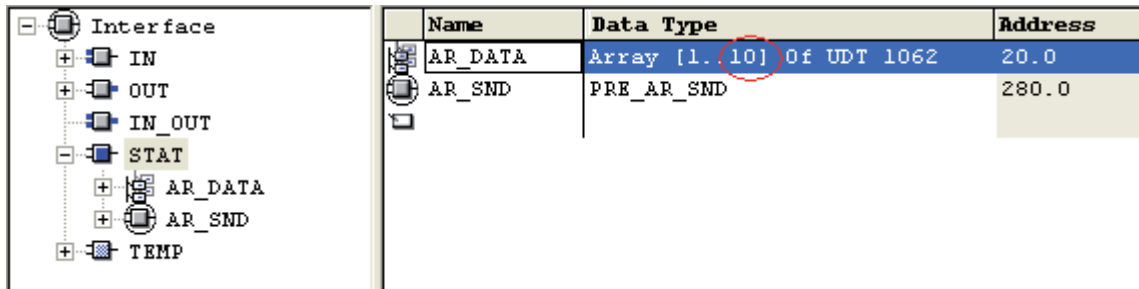 Interface
IN
OUT
IN_OUT
STAT
AR_DATA
AR_SND
TEMP
Name Data Type Address
AR_DATA Array [1..10] Of UDT 1062 20.0
AR_SND PRE_AR_SND 280.0